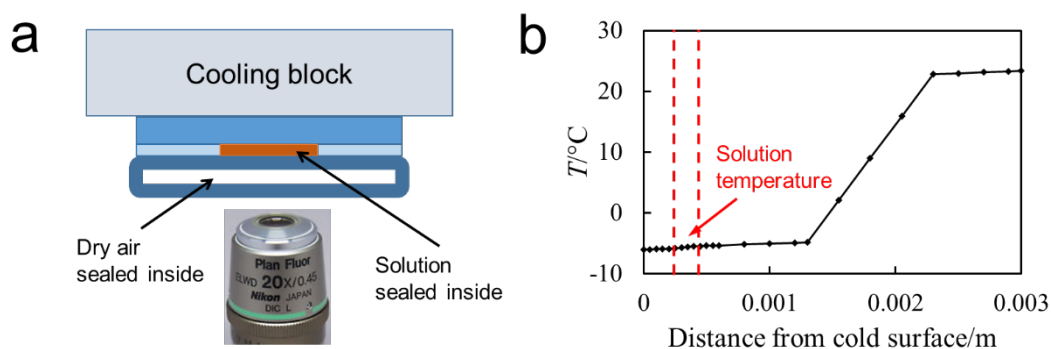 a
Cooling block
Dry air
sealed inside
Plan Fluor
ELWD 20X/0.45
Nikon JAPAN
DIC L
Solution
sealed inside
b
T/°C
30
20
10
0
-10
Solution
temperature
0
0.001
0.002
0.003
Distance from cold surface/m